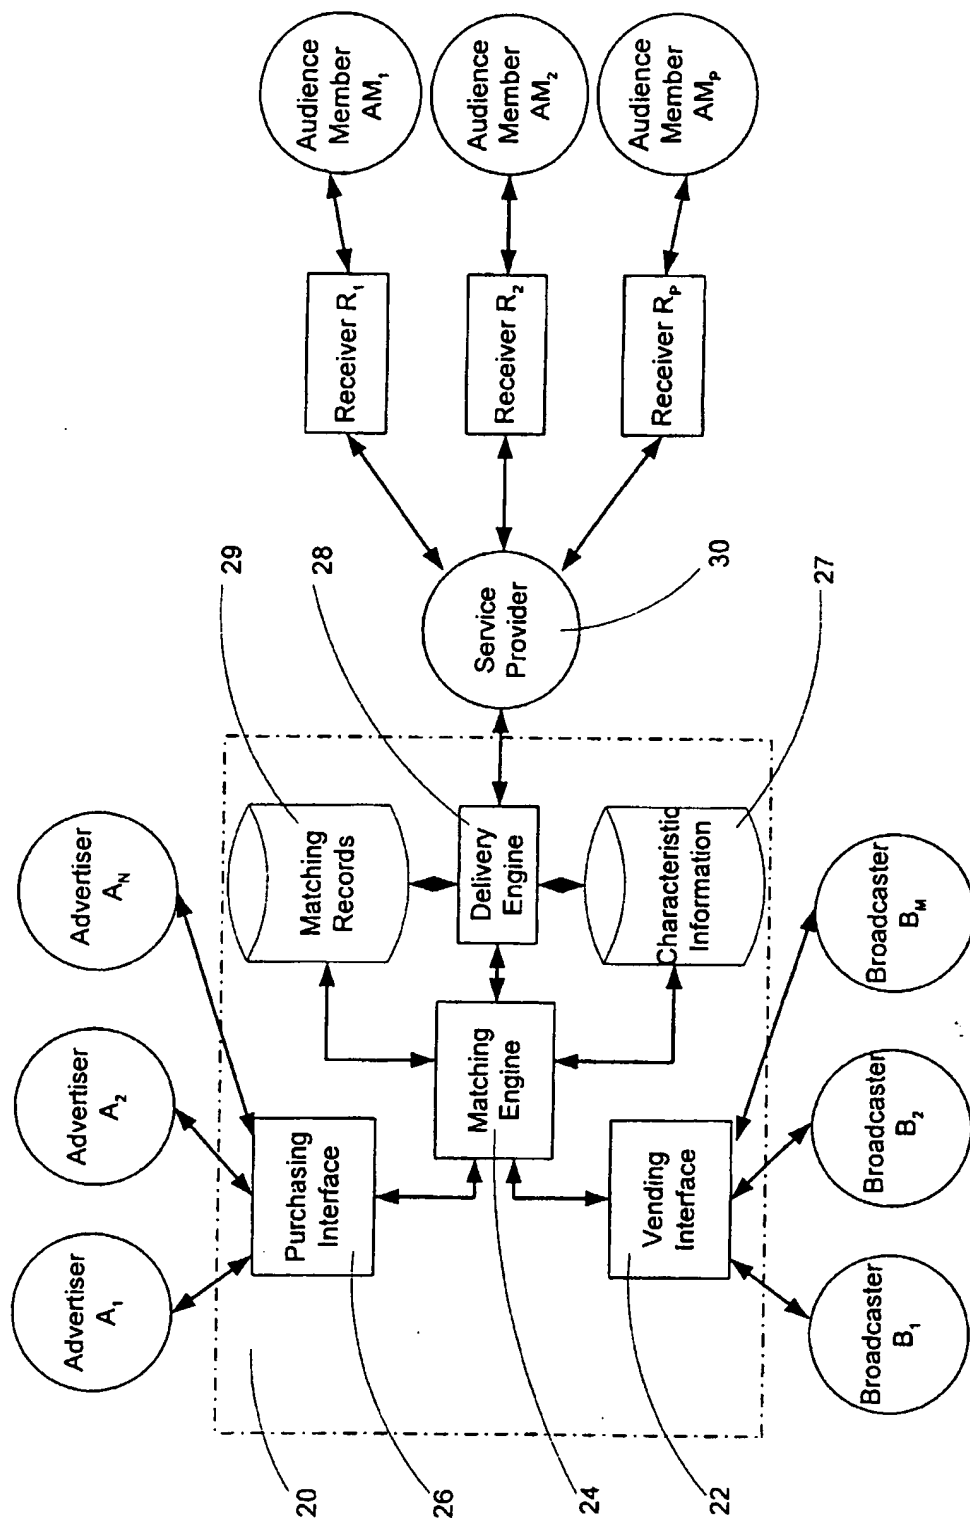 Advertiser
A1
Advertiser
A2
Advertiser
AN
20
26
24
22
Purchasing
Interface
Matching
Engine
Vending
Interface
Matching
Records
Delivery
Engine
Characteristic
Information
29
28
Service
Provider
30
27
Broadcaster
B1
Broadcaster
B2
Broadcaster
BM
Receiver R1
Receiver R2
Receiver RP
Audience
Member
AM1
Audience
Member
AM2
Audience
Member
AMP